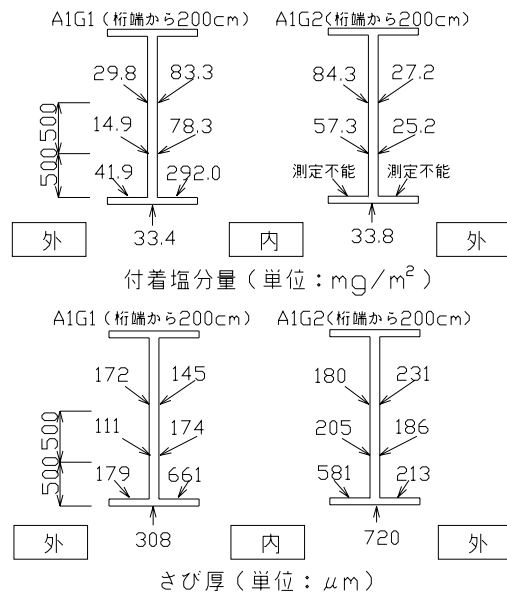 A1G1(桁端から200cm) A1G2(桁端から200cm)
29.8 83.3 84.3 27.2
500 14.9 78.3 57.3 25.2
500 41.9 292.0 測定不能 測定不能
外 33.4 内 33.8 外
付着塩分量(単位:mg/m²)
A1G1(桁端から200cm) A1G2(桁端から200cm)
172 145 180 231
500 111 174 205 186
500 179 661 581 213
外 308 内 720 外
さび厚(単位:μm)